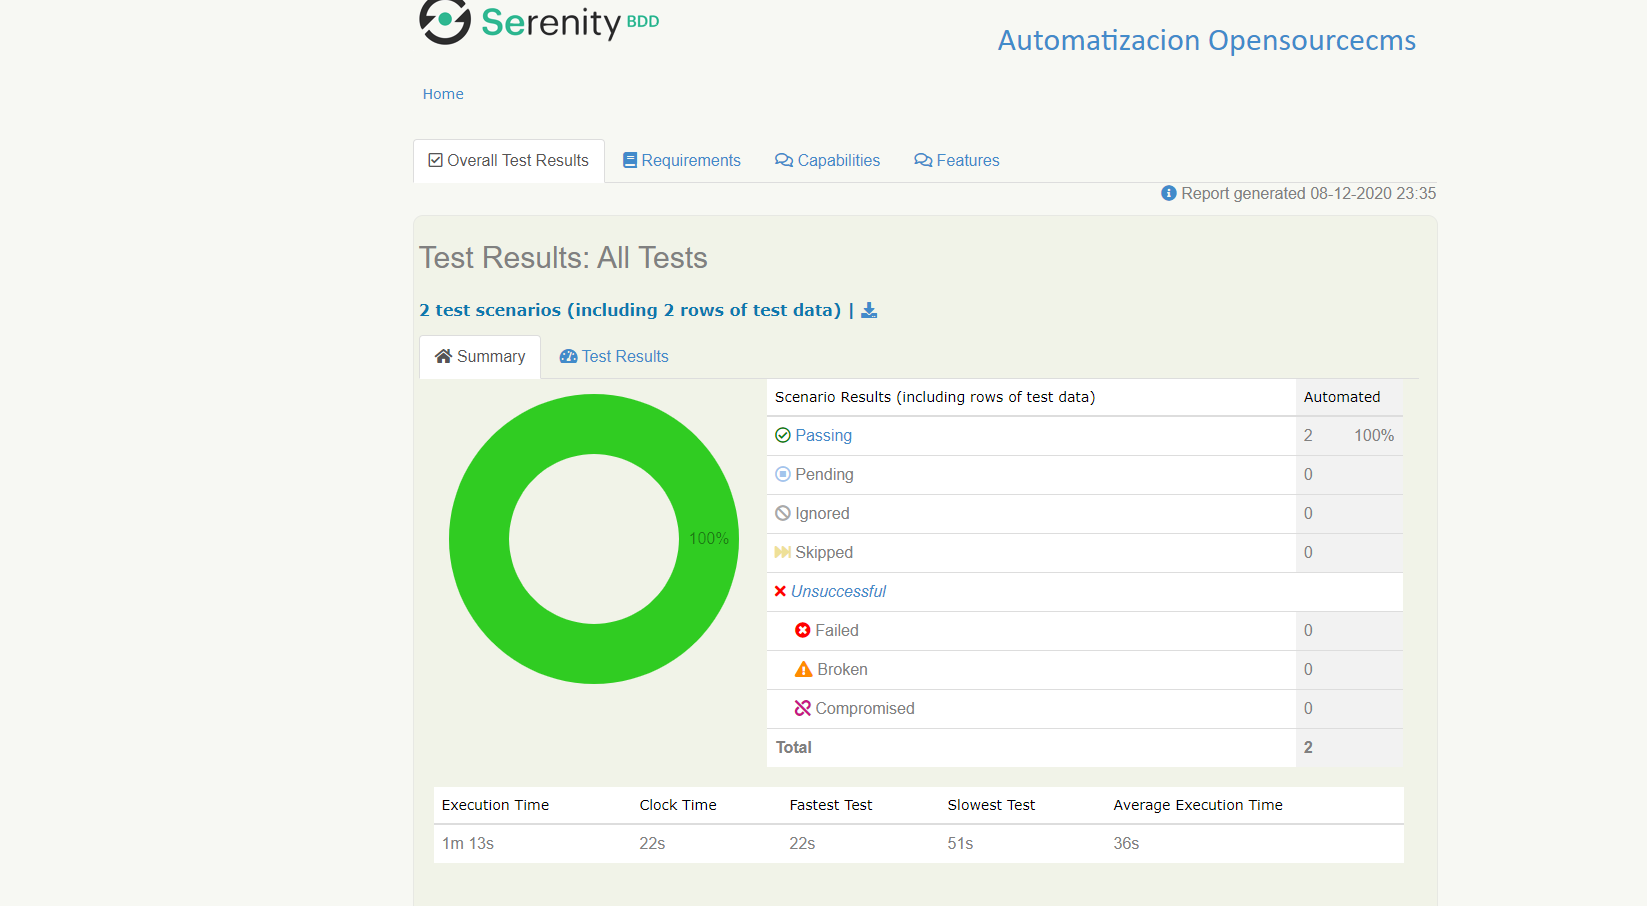 Serenity BDD
Automatizacion Opensourcecms
Home
Overall Test Results Requirements Capabilities Features
Report generated 08-12-2020 23:35
Test Results: All Tests
2 test scenarios (including 2 rows of test data) |
Summary Test Results
Scenario Results (including rows of test data) Automated
Passing 2 100%
Pending 0
Ignored 0
100%
Skipped 0
Unsuccessful
Failed 0
Broken 0
Compromised 0
Total 2
Execution Time Clock Time Fastest Test Slowest Test Average Execution Time
1m 13s 22s 22s 51s 36s